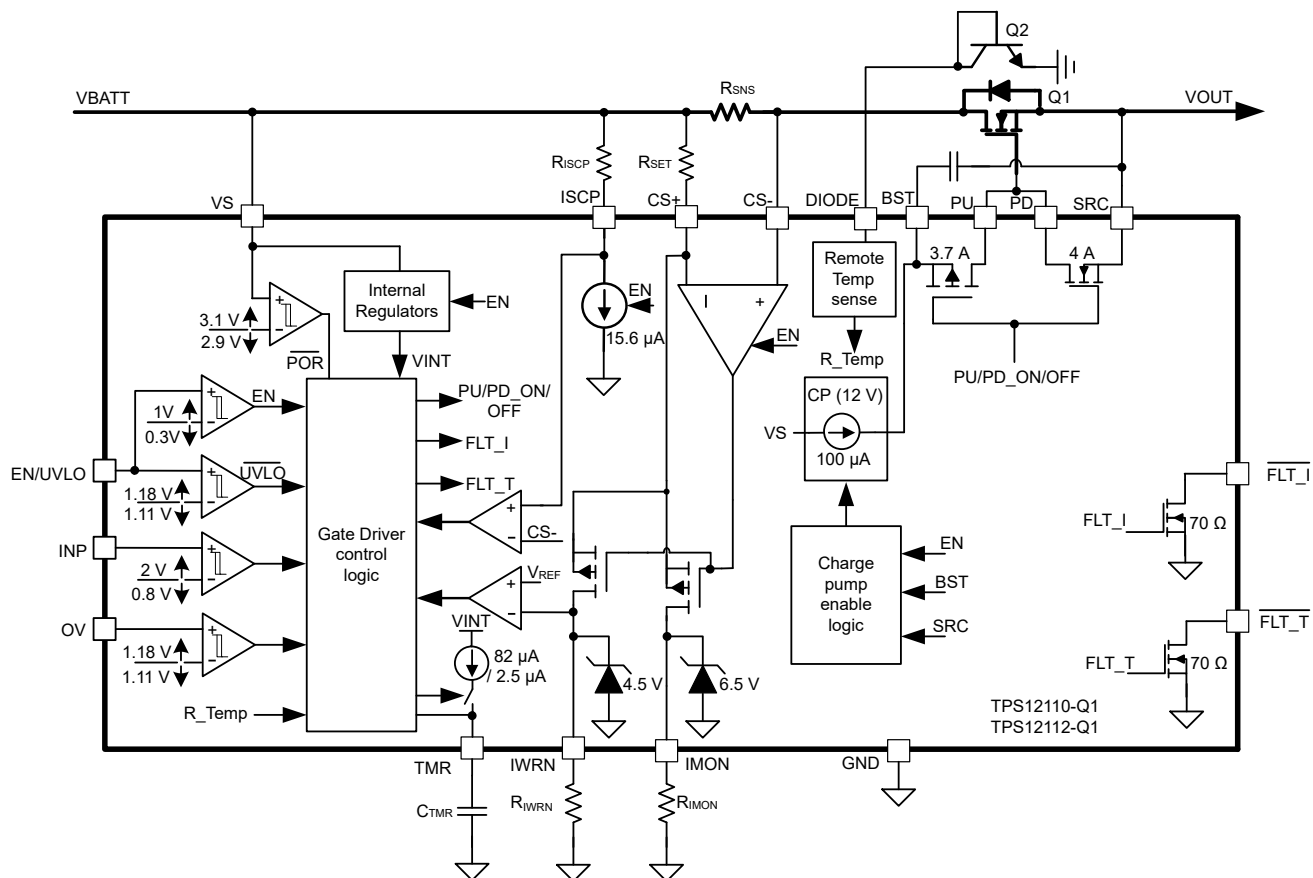 Q2
RSNS
VBATT
Q1
VOUT
RISCP
RSET
VS
ISCP
CS+
CS-
DIODE
BST
PU
PD
SRC
3.7 A
4 A
Internal
Regulators
EN
EN
15.6 µA
I
+
Remote
Temp
sense
+
3.1 V
−
2.9 V
POR
VINT
EN
R_Temp
PU/PD_ON/OFF
+
EN
1V
−
0.3V
PU/PD_ON/
OFF
CP (12 V)
VS
100 µA
FLT_I
EN/UVLO
+
UVLO
1.18 V
−
1.11 V
FLT_T
+
CS-
−
FLT_I
FLT_I
70 Ω
Gate Driver
control
logic
INP
+
2 V
−
0.8 V
VREF
+
−
Charge
pump
enable
logic
EN
BST
SRC
OV
+
1.18 V
−
1.11 V
VINT
82 µA
/ 2.5 µA
4.5 V
6.5 V
FLT_T
FLT_T
70 Ω
R_Temp
TPS12110-Q1
TPS12112-Q1
TMR
IWRN
IMON
GND
CTMR
RIWRN
RIMON